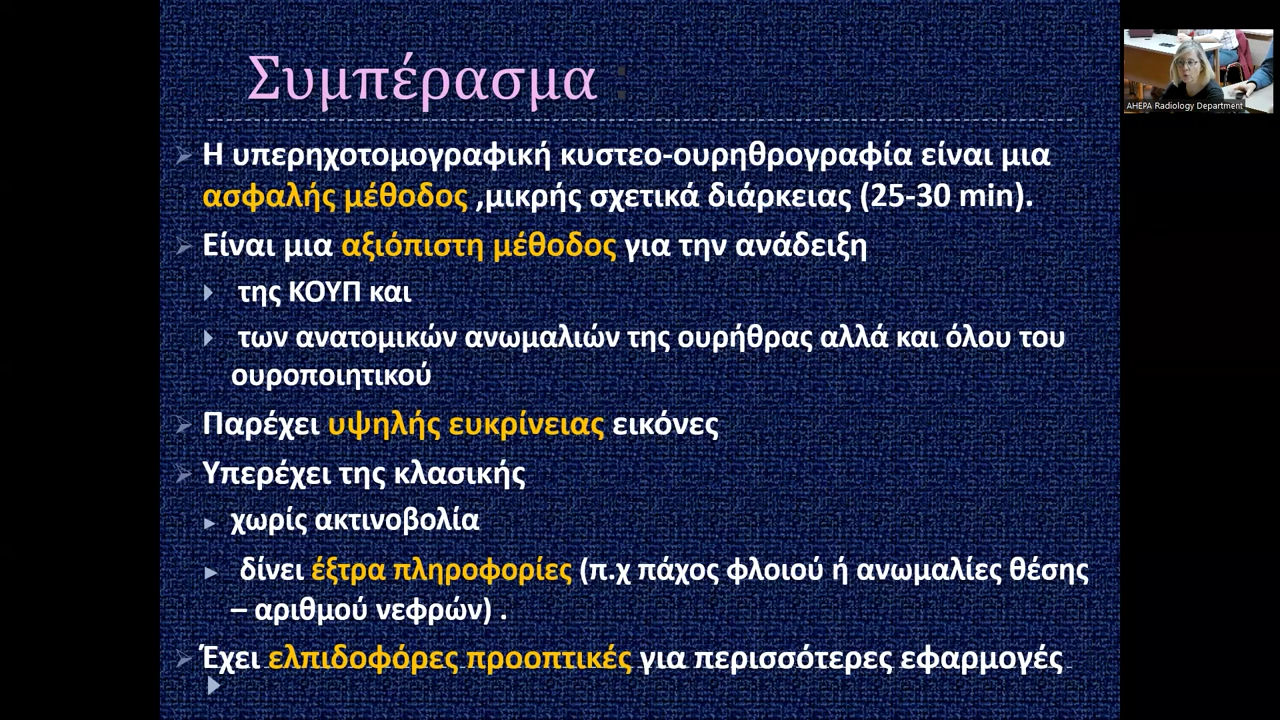 Συμπέρασμα :
Η υπερηχοτομογραφική κυστεο-ουρηθρογραφία είναι μια
ασφαλής μέθοδος ,μικρής σχετικά διάρκειας (25-30 min).
Είναι μια αξιόπιστη μέθοδος για την ανάδειξη
της ΚΟΥΠ και
των ανατομικών ανωμαλιών της ουρήθρας αλλά και όλου του
ουροποιητικού
Παρέχει υψηλής ευκρίνειας εικόνες
Υπερέχει της κλασικής
χωρίς ακτινοβολία
δίνει έξτρα πληροφορίες (π.χ πάχος φλοιού ή ανωμαλίες θέσης
– αριθμού νεφρών) .
Έχει ελπιδοφόρες προοπτικές για περισσότερες εφαρμογές
AHEPA Radiology Department